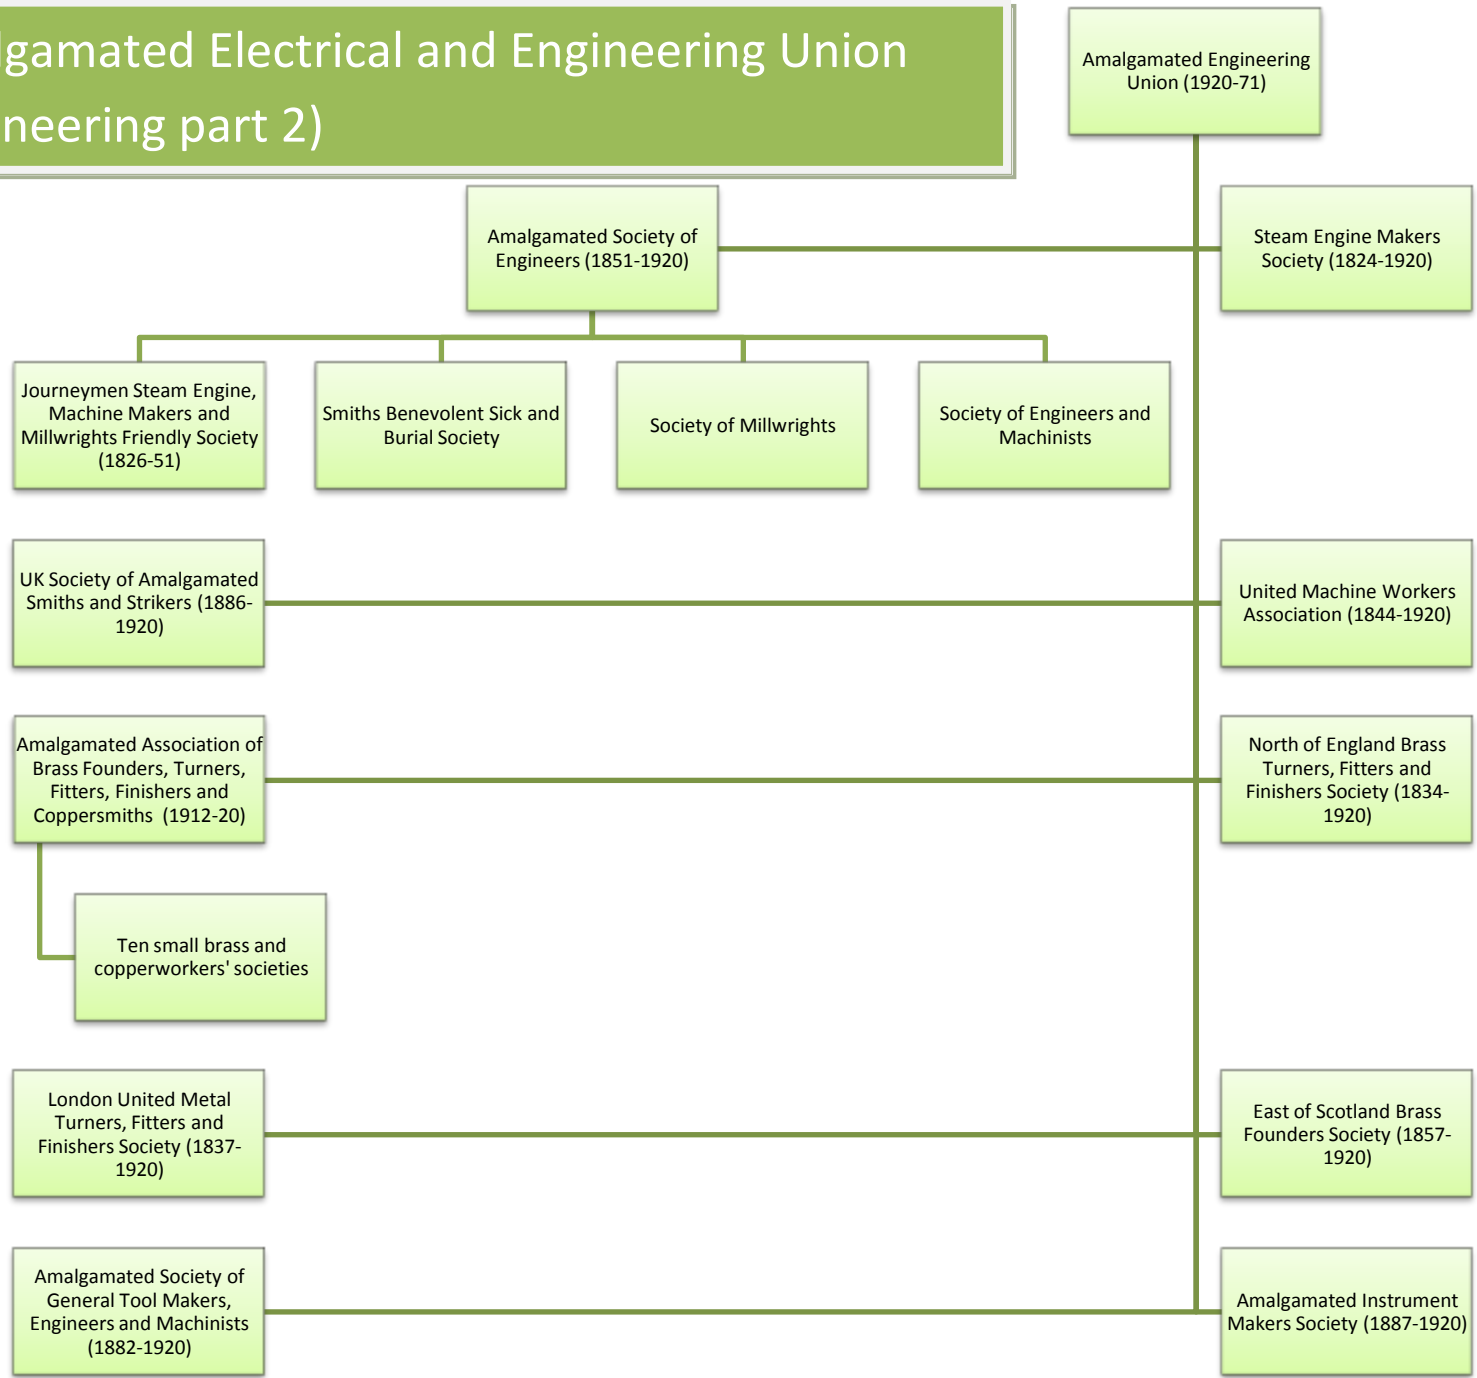 Electrical and Engineering Union
part 2)
Amalgamated Engineering
Union (1920-71)
Amalgamated Society of
Engineers (1851-1920)
Steam Engine Makers
Society (1824-1920)
Journeymen Steam Engine,
Machine Makers and
Millwrights Friendly Society
(1826-51)
Smiths Benevolent Sick and
Burial Society
Society of Millwrights
Society of Engineers and
Machinists
UK Society of Amalgamated
Smiths and Strikers (1886-
1920)
United Machine Workers
Association (1844-1920)
Amalgamated Association of
Brass Founders, Turners,
Fitters, Finishers and
Coppersmiths (1912-20)
North of England Brass
Turners, Fitters and
Finishers Society (1834-
1920)
Ten small brass and
copperworkers' societies
London United Metal
Turners, Fitters and
Finishers Society (1837-
1920)
East of Scotland Brass
Founders Society (1857-
1920)
Amalgamated Society of
General Tool Makers,
Engineers and Machinists
(1882-1920)
Amalgamated Instrument
Makers Society (1887-1920)